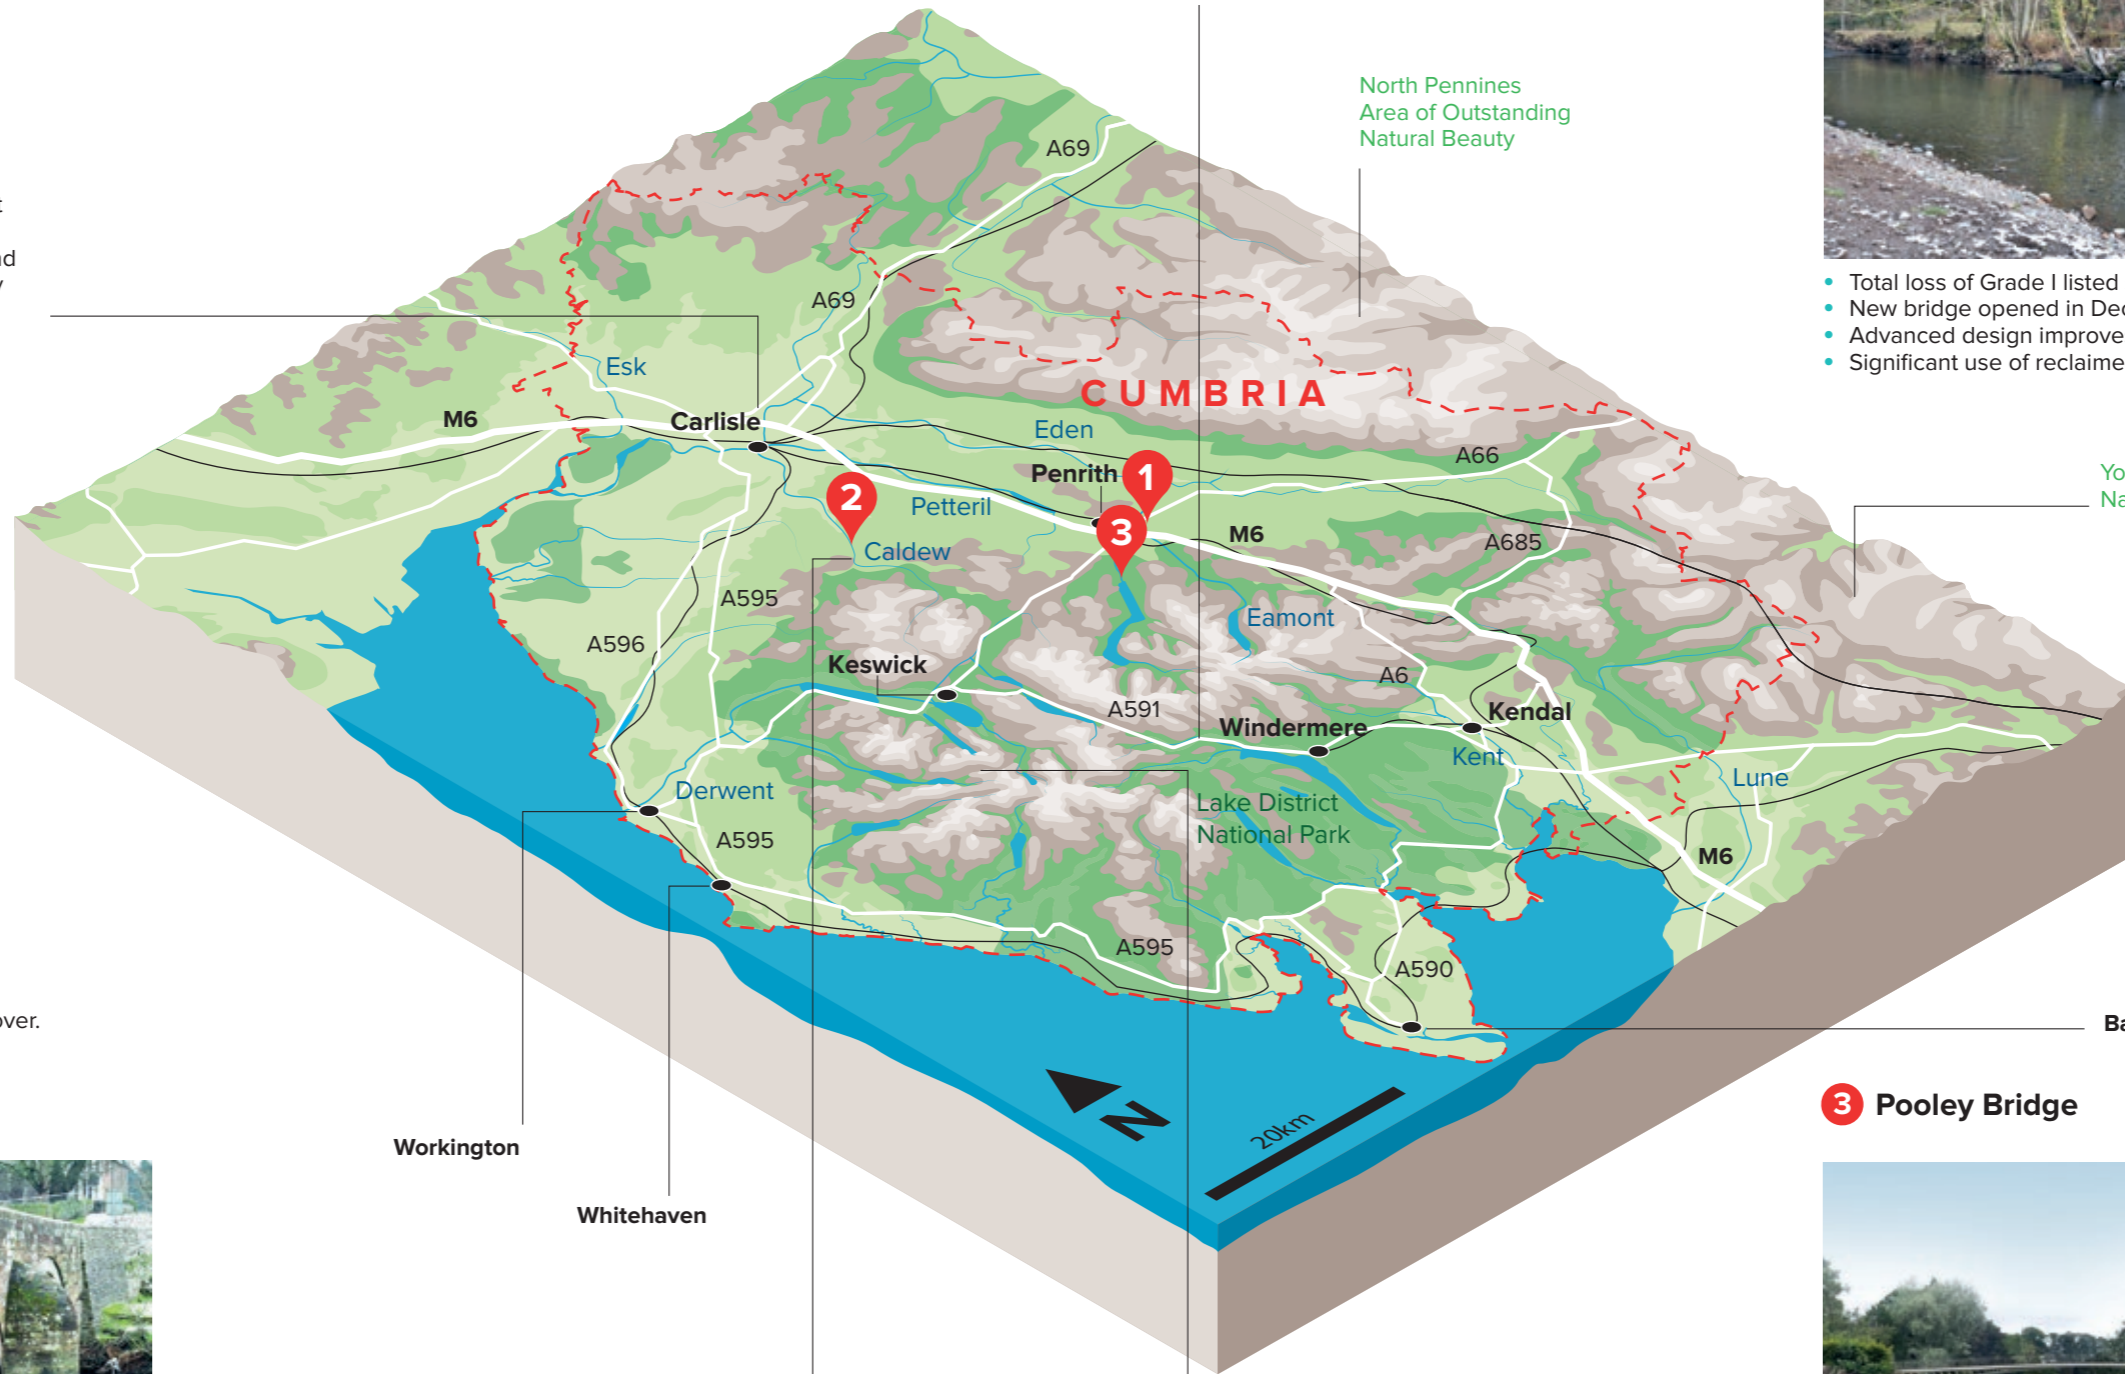 North Pennines
Area of Outstanding
Natural Beauty
A69
• Total loss of Grade I listed
• New bridge opened in
• Advanced design
• Significant use of
A69
Esk
CUMBRIA
M6
Carlisle
Eden
A66
Penrith
1
2
Petteril
3
M6
A685
Caldew
A595
Eamont
A596
Keswick
A6
A591
Kendal
Windermere
Kent
Lune
Derwent
Lake District
National Park
A595
M6
A595
A590
over.
N
20km
3 Pooley Bridge
Workington
Whitehaven